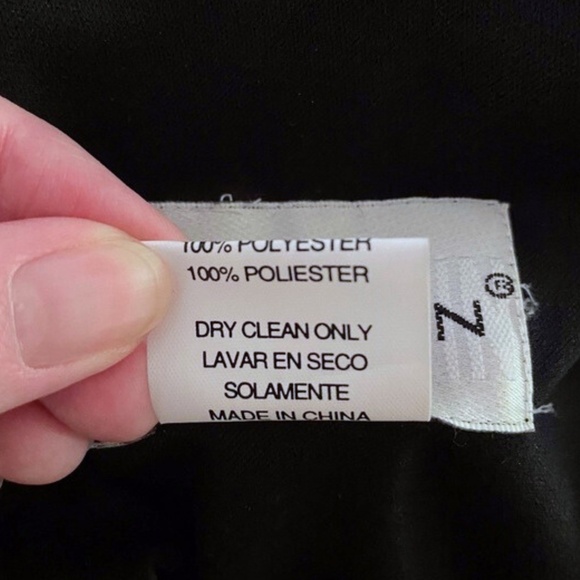 100% POLYESTER
100% POLIESTER
DRY CLEAN ONLY
LAVAR EN SECO
SOLAMENTE
MADE IN CHINA
Z ®